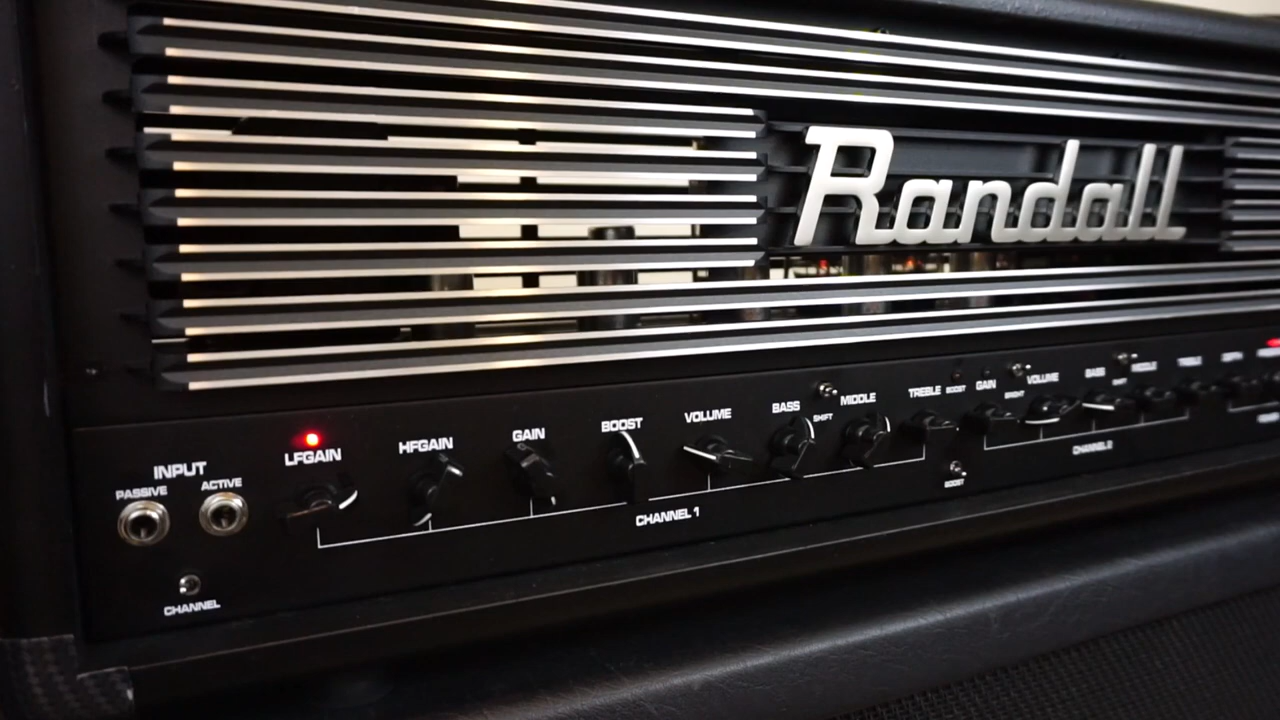 Randall
INPUT
PASSIVE ACTIVE
LFGAIN HFGAIN GAIN BOOST VOLUME BASS SHIFT MIDDLE TREBLE BOOST GAIN BRIGHT VOLUME BASS SHIFT MIDDLE TREBLE DEPTH
CHANNEL 1
BOOST
CHANNEL 2
CHANNEL